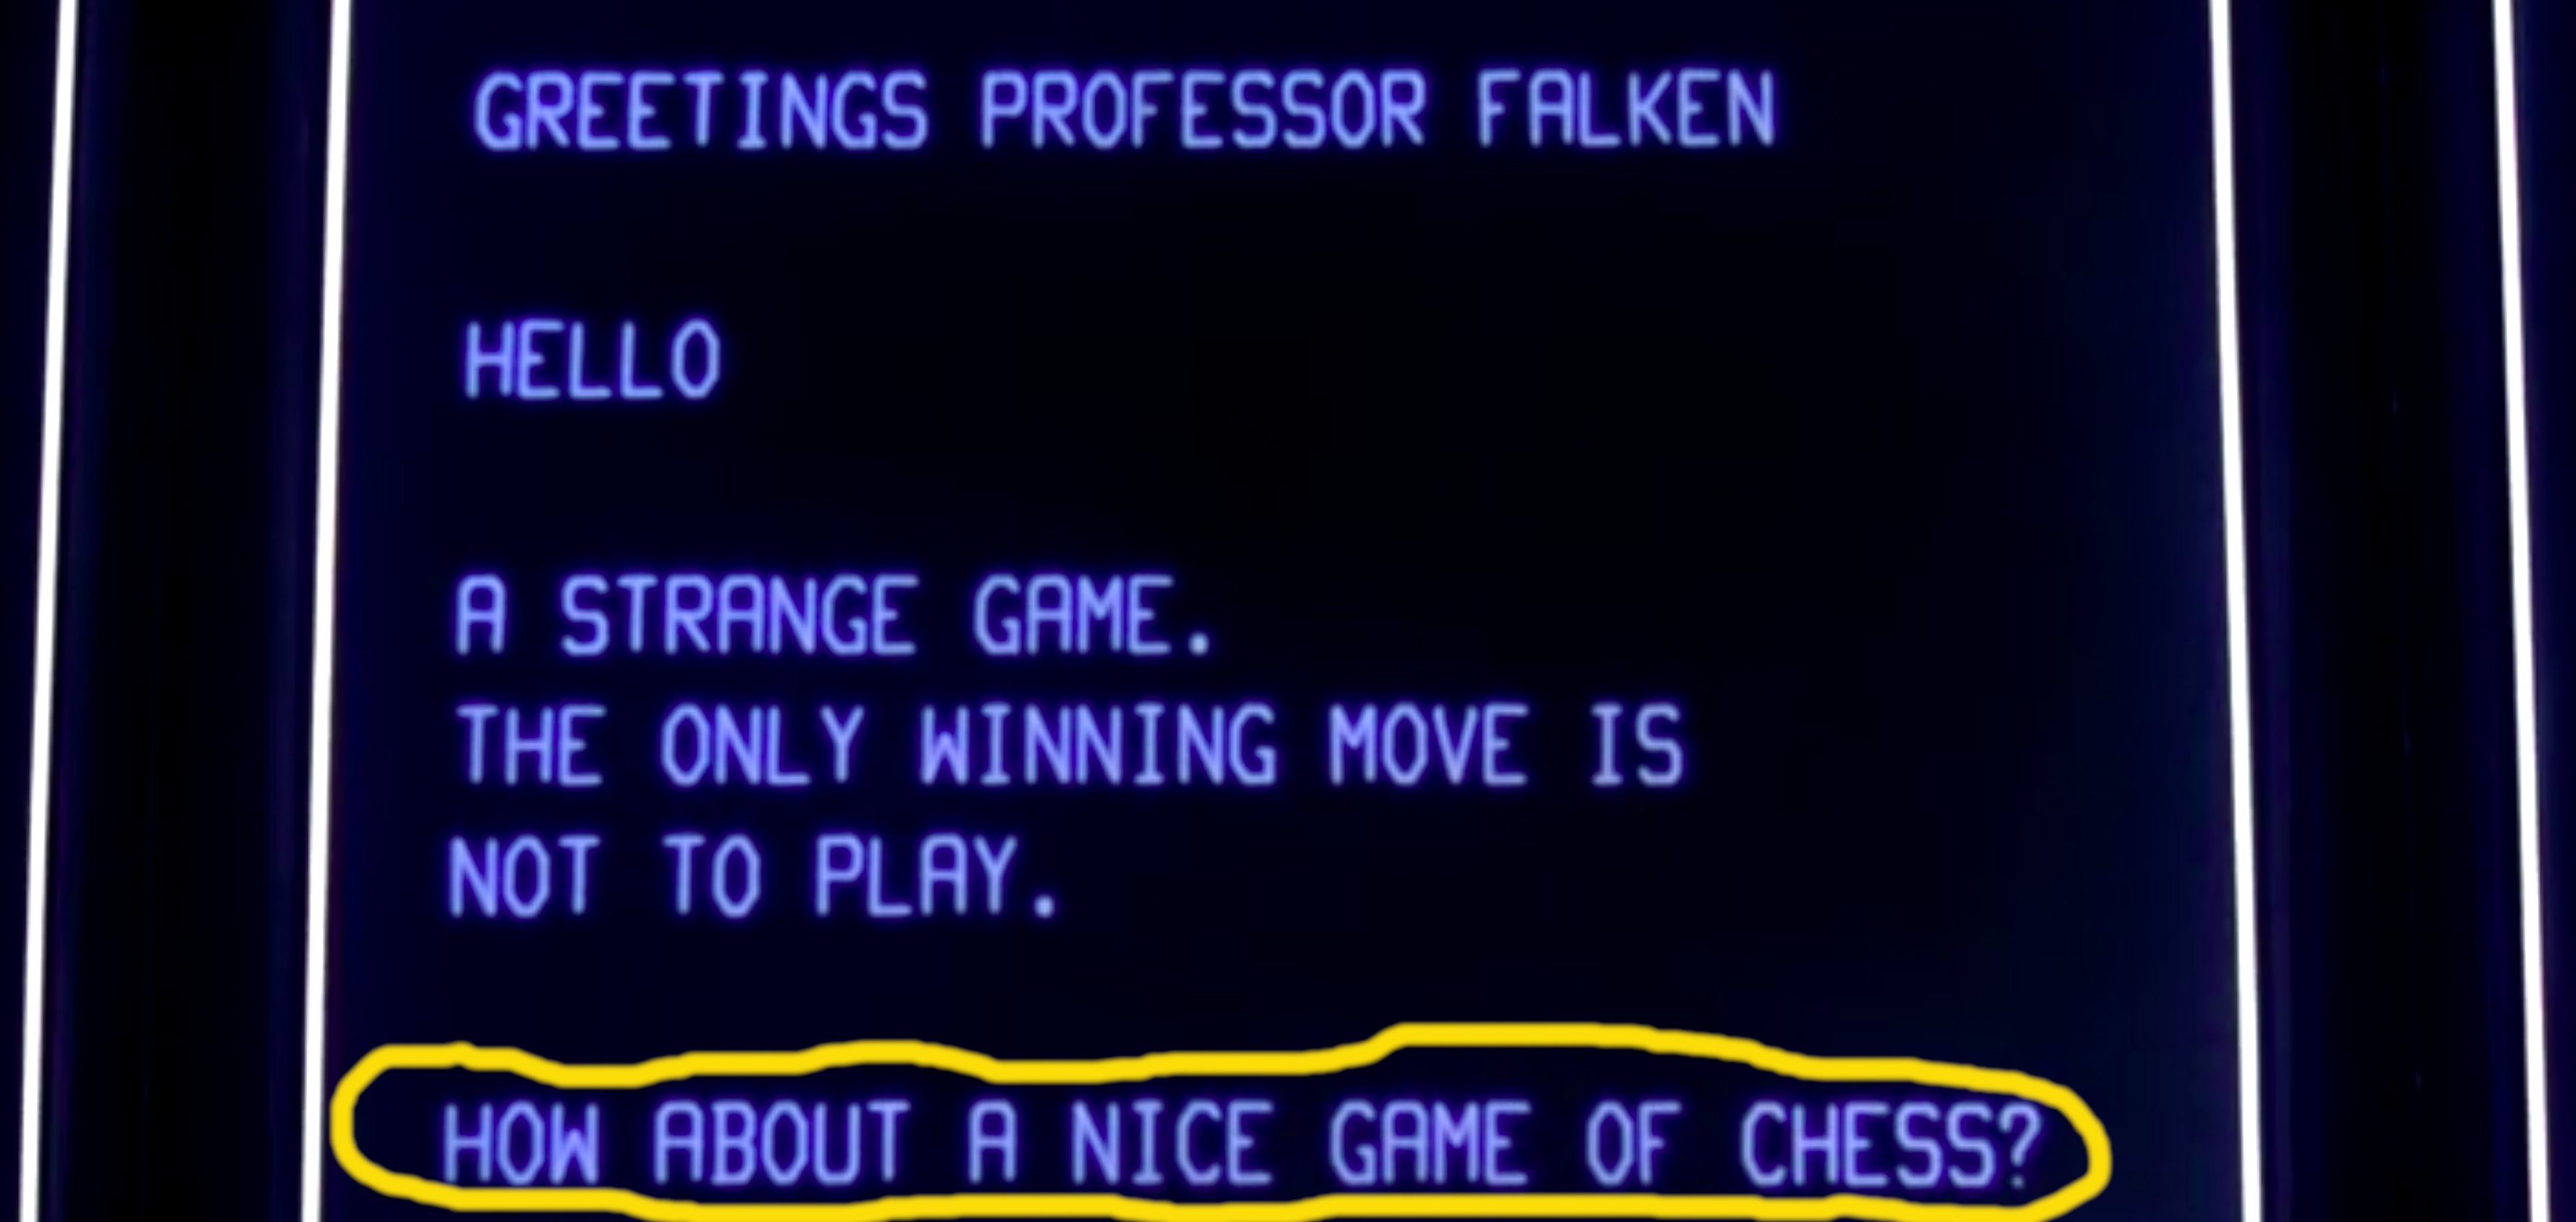 GREETINGS PROFESSOR FALKEN
HELLO
A STRANGE GAME.
THE ONLY WINNING MOVE IS
NOT TO PLAY.
HOW ABOUT A NICE GAME OF CHESS?